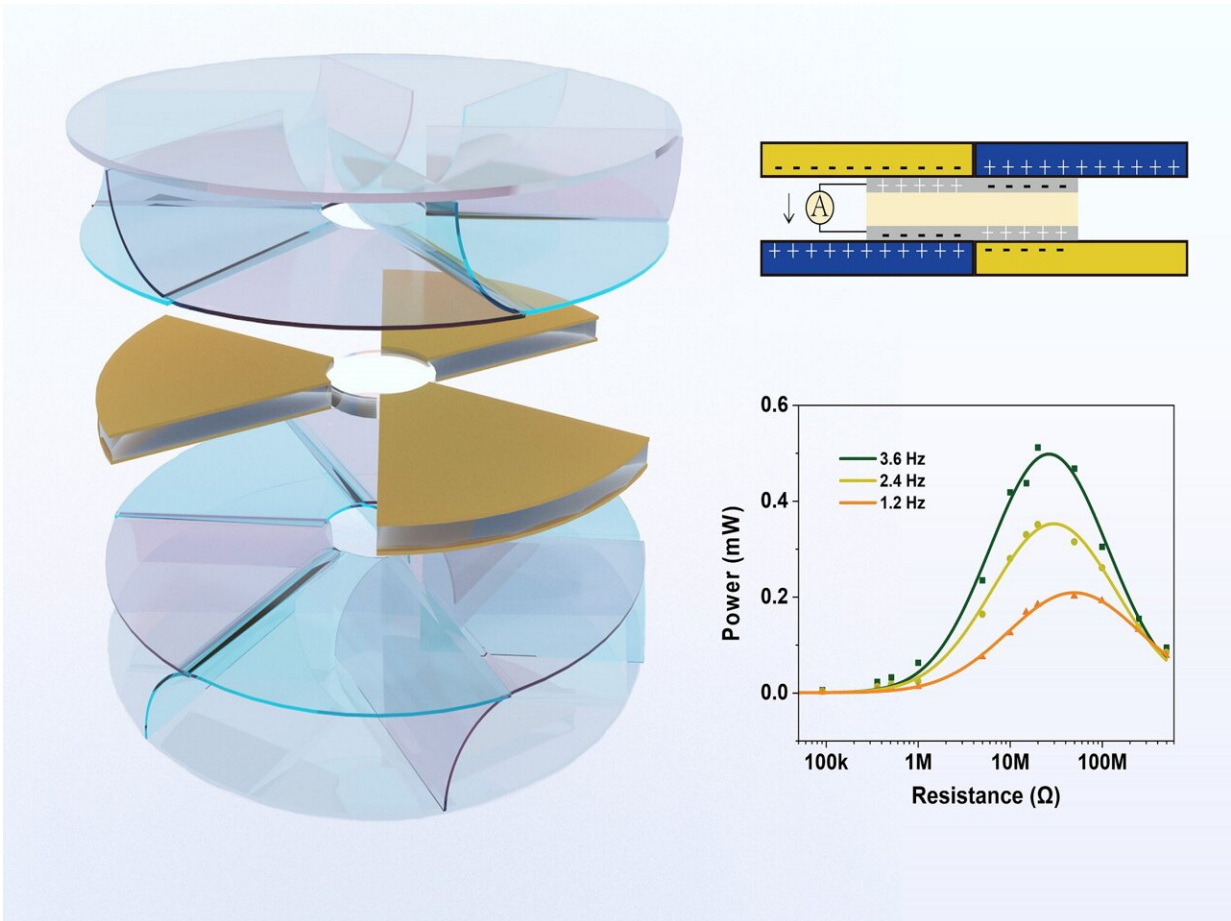 - - - - - - - - - - + + + + + + + + + +
+ + + + + - - - - -
A
- - - - - + + + + +
+ + + + + + + + + + - - - - -
0.6
3.6 Hz
2.4 Hz
1.2 Hz
0.4
0.2
0.0
Power (mW)
100k 1M 10M 100M
Resistance (Ω)